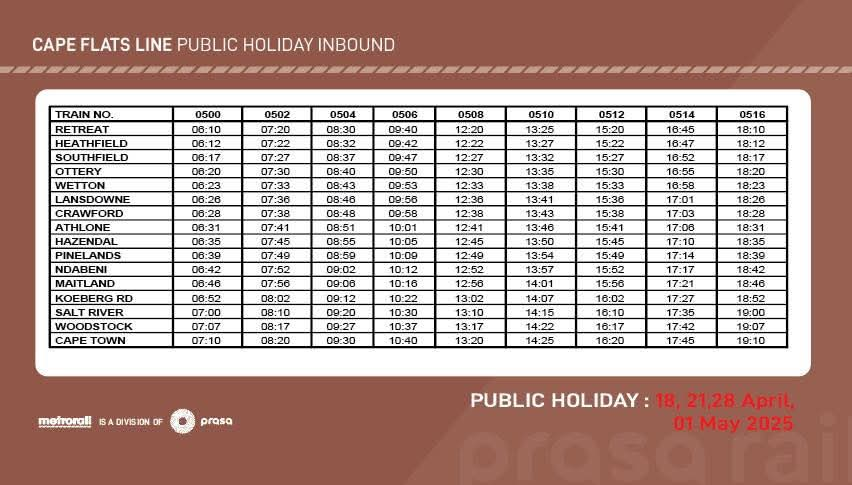 CAPE FLATS LINE PUBLIC HOLIDAY INBOUND
TRAIN NO. 0500 0502 0504 0506 0508 0510 0512 0514 0516
RETREAT 06:10 07:20 08:30 09:40 12:20 13:25 15:20 16:45 18:10
HEATHFIELD 06:12 07:22 08:32 09:42 12:22 13:27 15:22 16:47 18:12
SOUTHFIELD 06:17 07:27 08:37 09:47 12:27 13:32 15:27 16:52 18:17
OTTERY 06:20 07:30 08:40 09:50 12:30 13:35 15:30 16:55 18:20
WETTON 06:23 07:33 08:43 09:53 12:33 13:38 15:33 16:58 18:23
LANSDOWNE 06:26 07:36 08:46 09:56 12:36 13:41 15:36 17:01 18:26
CRAWFORD 06:28 07:38 08:48 09:58 12:38 13:43 15:38 17:03 18:28
ATHLONE 06:31 07:41 08:51 10:01 12:41 13:46 15:41 17:06 18:31
HAZENDAL 06:35 07:45 08:55 10:05 12:45 13:50 15:45 17:10 18:35
PINELANDS 06:39 07:49 08:59 10:09 12:49 13:54 15:49 17:14 18:39
NDABENI 06:42 07:52 09:02 10:12 12:52 13:57 15:52 17:17 18:42
MAITLAND 06:46 07:56 09:06 10:16 12:56 14:01 15:56 17:21 18:46
KOEBERG RD 06:52 08:02 09:12 10:22 13:02 14:07 16:02 17:27 18:52
SALT RIVER 07:00 08:10 09:20 10:30 13:10 14:15 16:10 17:35 19:00
WOODSTOCK 07:07 08:17 09:27 10:37 13:17 14:22 16:17 17:42 19:07
CAPE TOWN 07:10 08:20 09:30 10:40 13:20 14:25 16:20 17:45 19:10
PUBLIC HOLIDAY : 18, 21,28 April,
01 May 2025
metrorail IS A DIVISION OF prasa
prasa rail